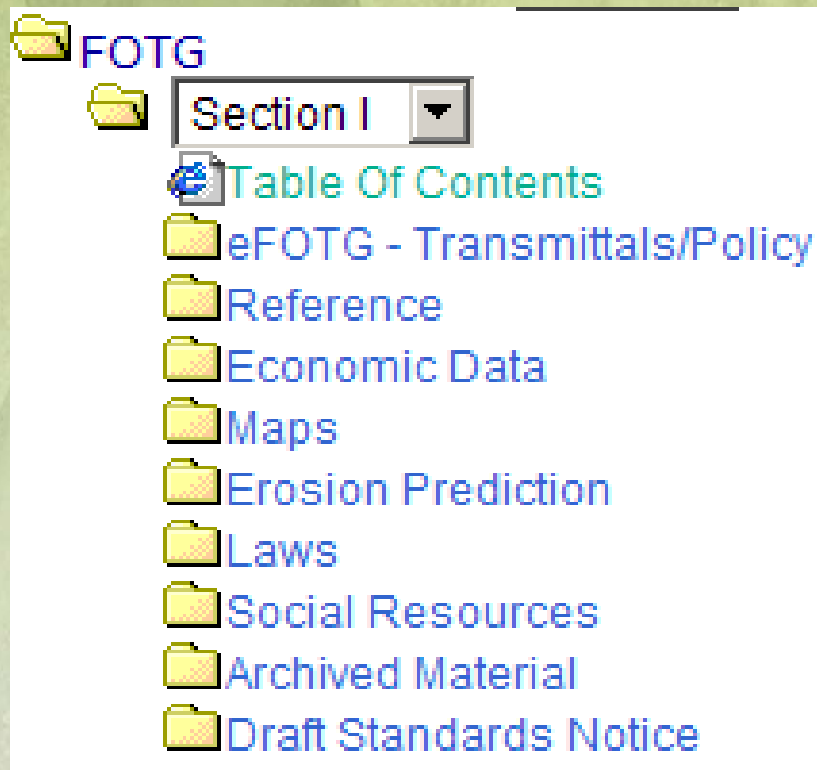 FOTG
Section I
Table Of Contents
eFOTG - Transmittals/Policy
Reference
Economic Data
Maps
Erosion Prediction
Laws
Social Resources
Archived Material
Draft Standards Notice